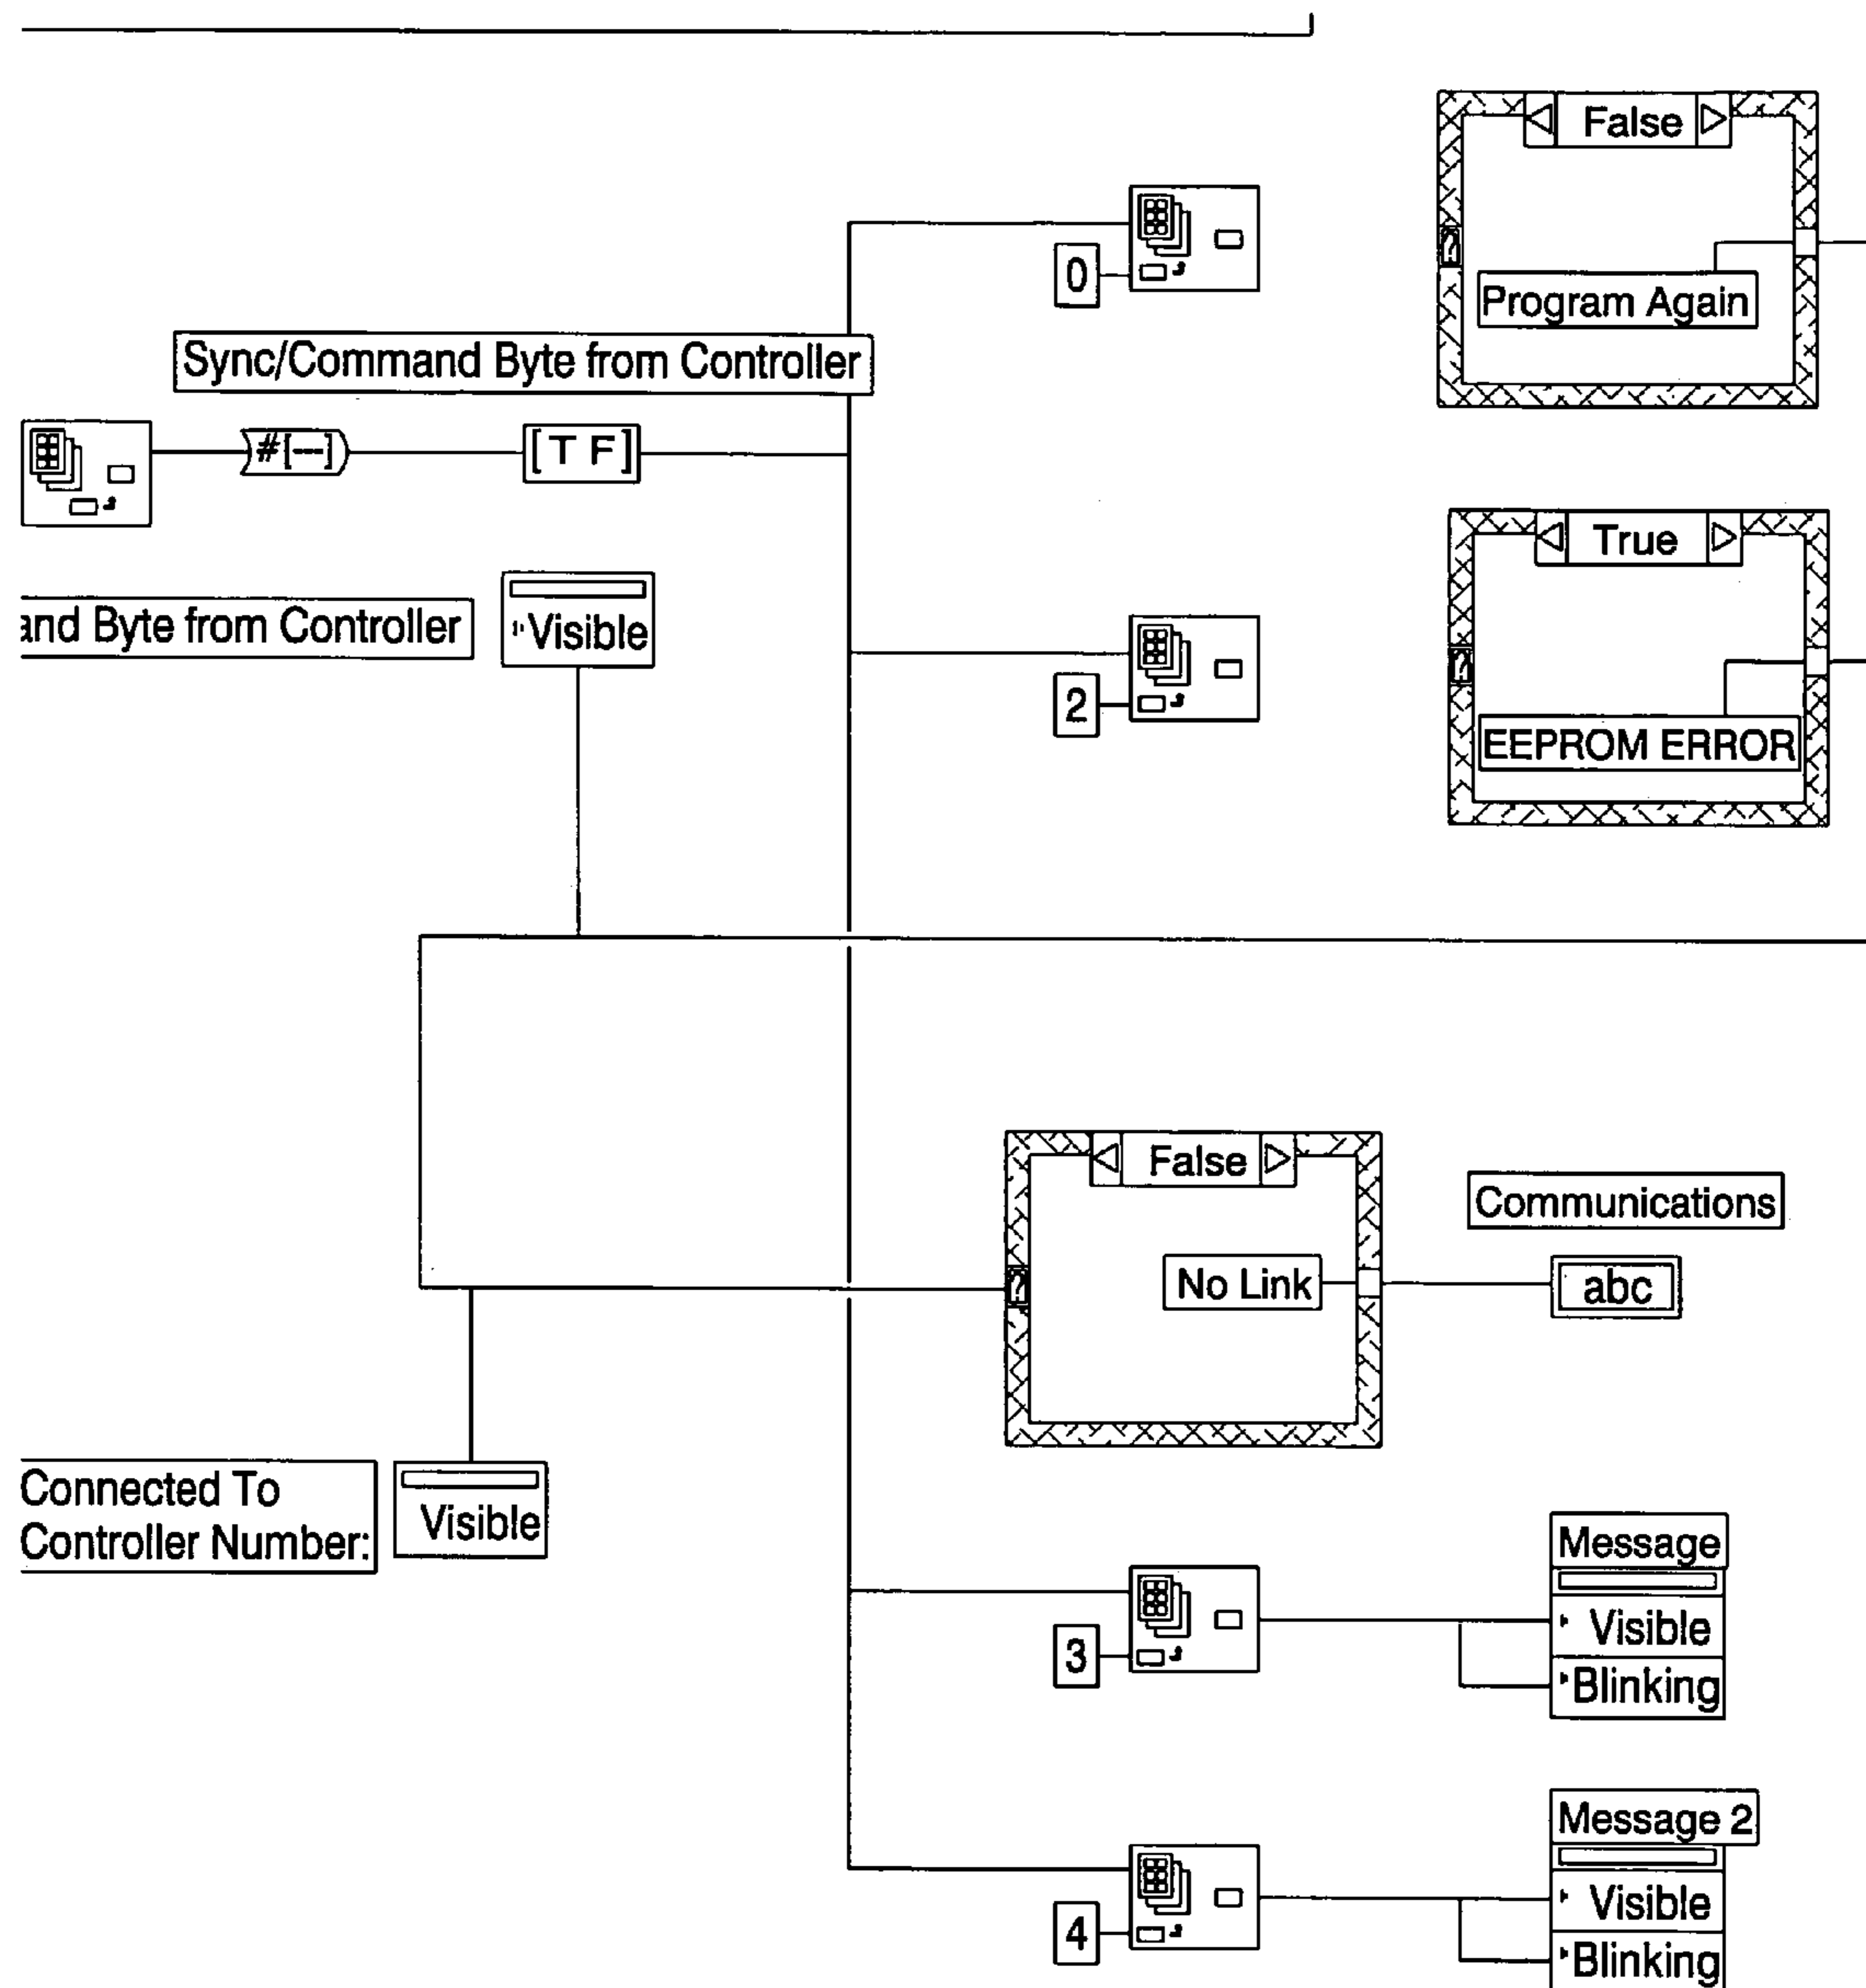 False
0
Program Again
Sync/Command Byte from Controller
#[---]
[T F]
True
and Byte from Controller
Visible
2
EEPROM ERROR
False
Communications
No Link
abc
?
?
?
Connected To
Controller Number:
Visible
Message
Visible
Blinking
3
Message 2
Visible
Blinking
4